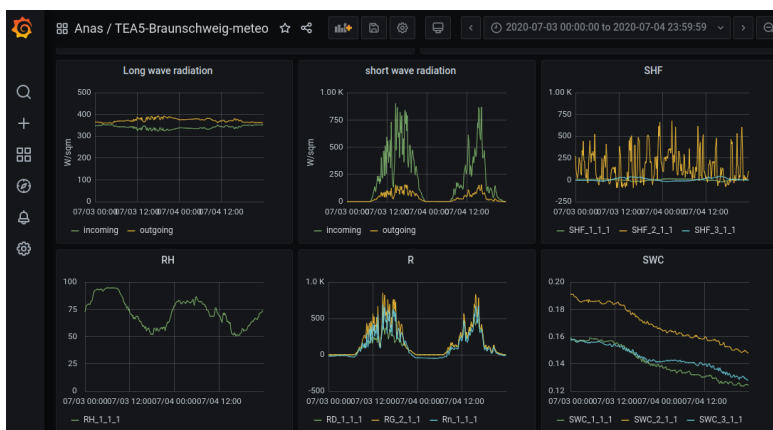 Anas / TEA5-Braunschweig-meteo
2020-07-03 00:00:00 to 2020-07-04 23:59:59
Long wave radiation
500
400
300
200
100
0
W/sqm
07/03 00:00 07/03 12:00 07/04 00:00 07/04 12:00
incoming outgoing
short wave radiation
1.00 K
750
500
250
0
W/sqm
07/03 00:00 07/03 12:00 07/04 00:00 07/04 12:00
incoming outgoing
SHF
1.00 K
750
500
250
0
-250
07/03 00:00 07/03 12:00 07/04 00:00 07/04 12:00
SHF_1_1_1 SHF_2_1_1 SHF_3_1_1
RH
100
75
50
25
0
07/03 00:00 07/03 12:00 07/04 00:00 07/04 12:00
RH_1_1_1
R
1.0 K
500
0
-500
07/03 00:00 07/03 12:00 07/04 00:00 07/04 12:00
RD_1_1_1 RG_2_1_1 Rn_1_1_1
SWC
0.20
0.18
0.16
0.14
0.12
07/03 00:00 07/03 12:00 07/04 00:00 07/04 12:00
SWC_1_1_1 SWC_2_1_1 SWC_3_1_1